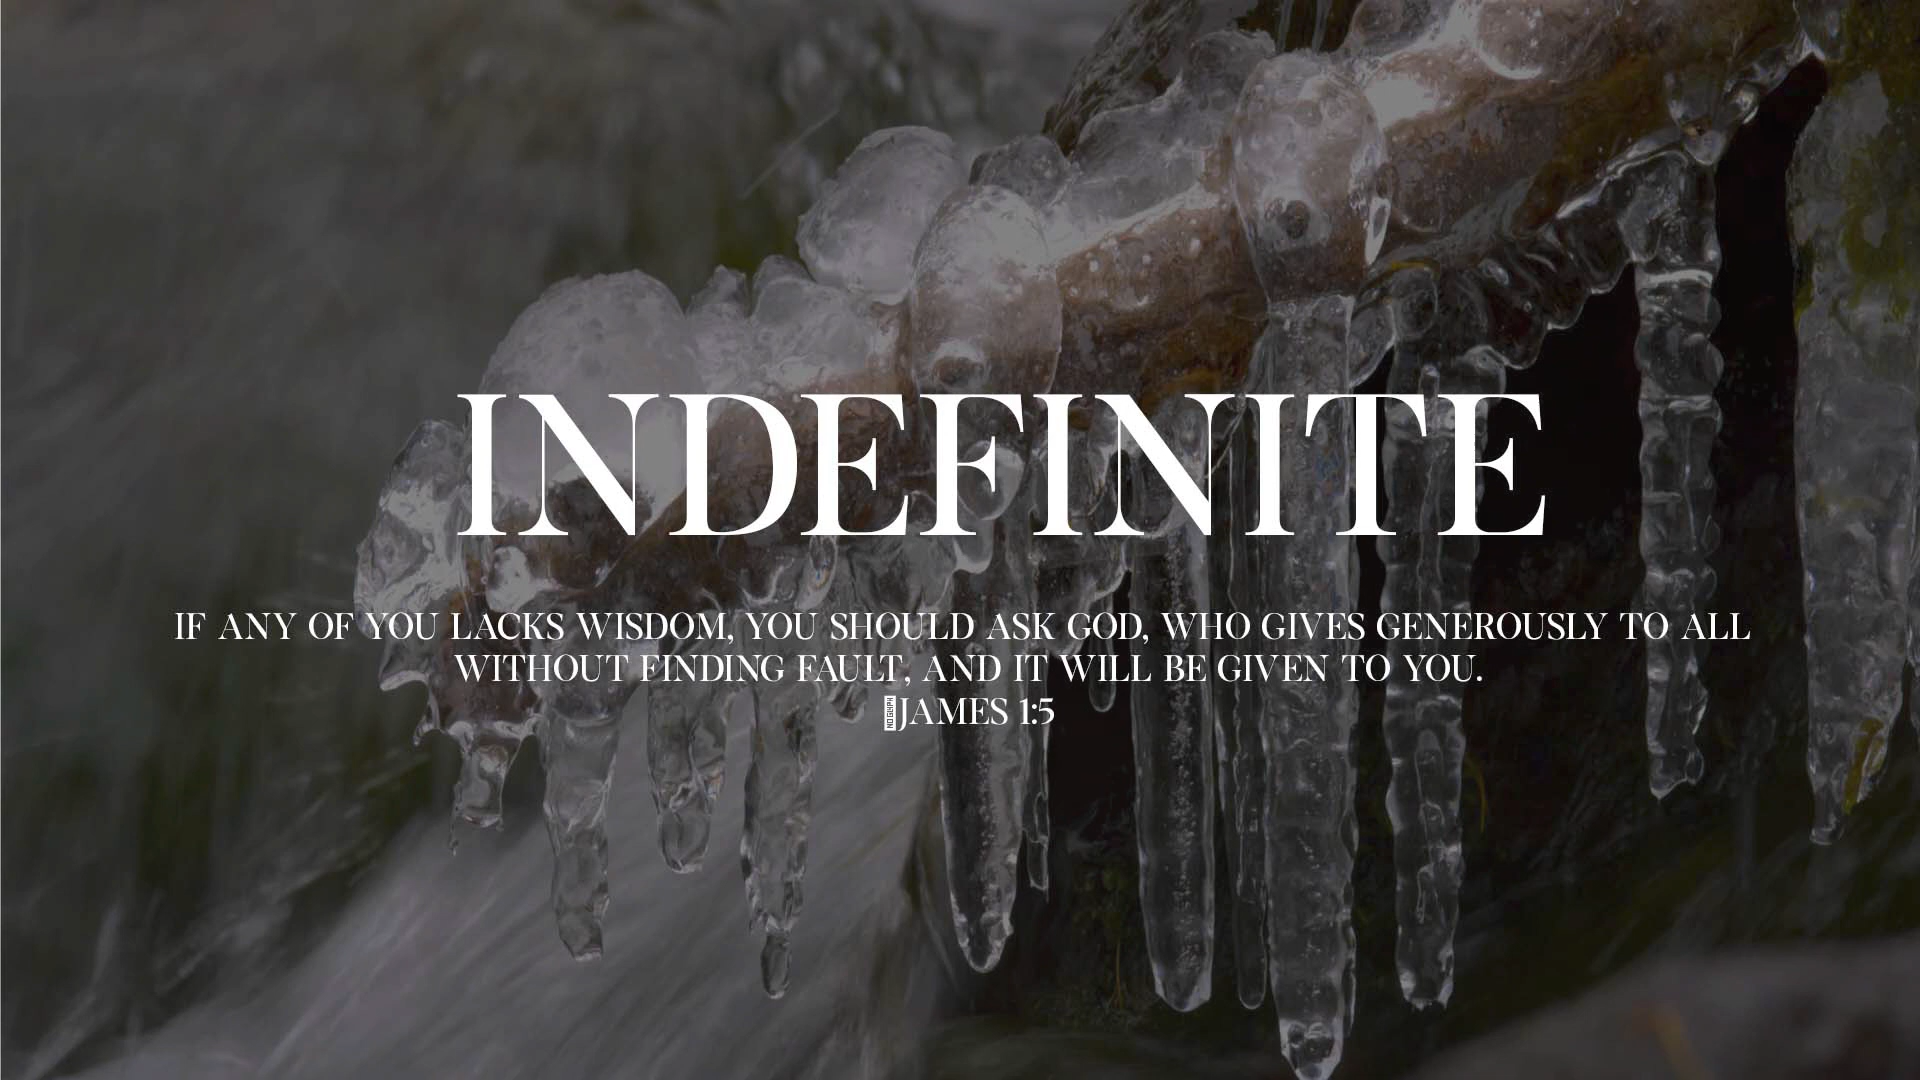 INDEFINITE
IF ANY OF YOU LACKS WISDOM, YOU SHOULD ASK GOD, WHO GIVES GENEROUSLY TO ALL
WITHOUT FINDING FAULT, AND IT WILL BE GIVEN TO YOU.
JAMES 1:5